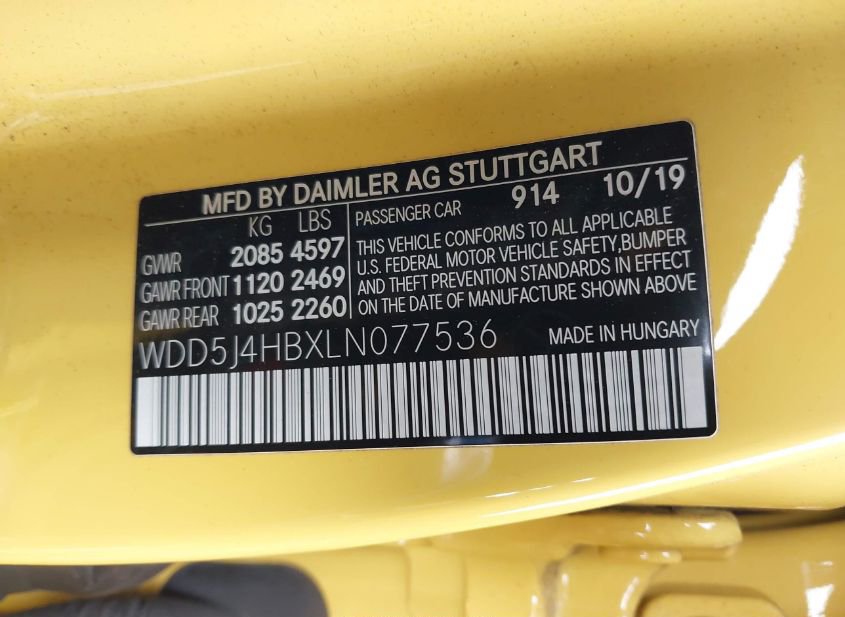 MFD BY DAIMLER AG STUTTGART
KG LBS
GVWR 2085 4597
GAWR FRONT 1120 2469
GAWR REAR 1025 2260
PASSENGER CAR 914 10/19
THIS VEHICLE CONFORMS TO ALL APPLICABLE
U.S. FEDERAL MOTOR VEHICLE SAFETY,BUMPER
AND THEFT PREVENTION STANDARDS IN EFFECT
ON THE DATE OF MANUFACTURE SHOWN ABOVE
WDD5J4HBXLN077536 MADE IN HUNGARY